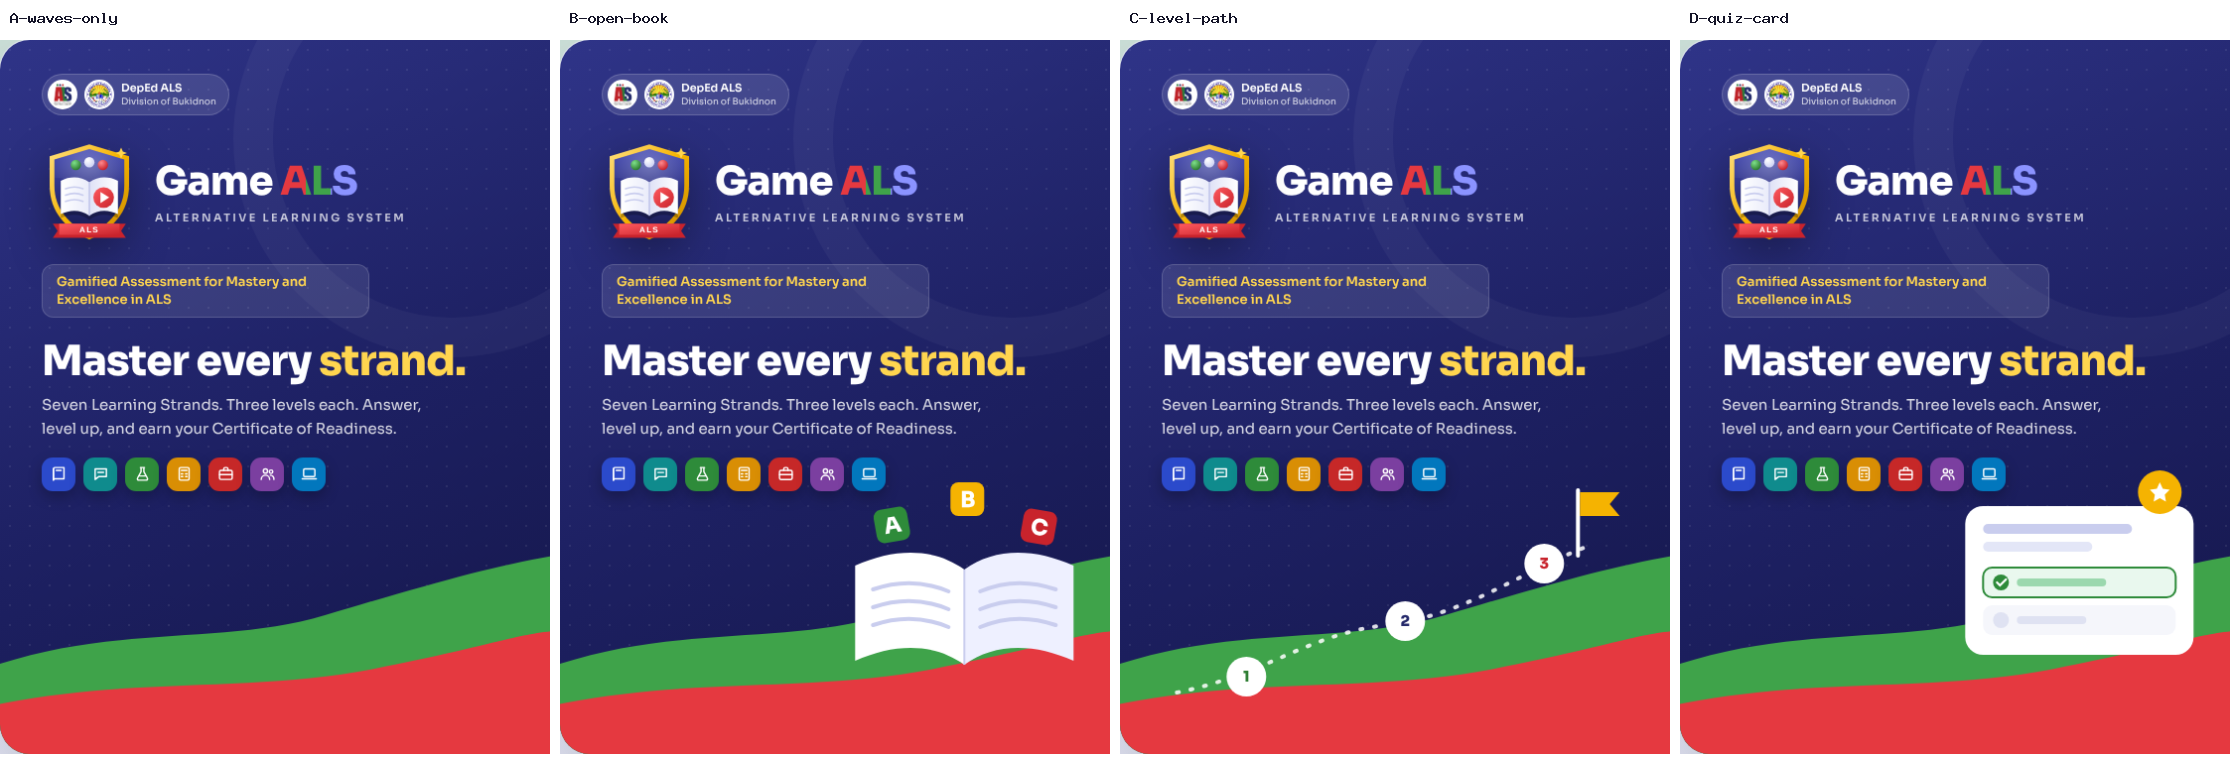 A-waves-only
DepEd ALS
Division of Bukidnon
ALS
Game ALS
ALTERNATIVE LEARNING SYSTEM
ALS
Gamified Assessment for Mastery and
Excellence in ALS
Master every strand.
Seven Learning Strands. Three levels each. Answer,
level up, and earn your Certificate of Readiness.
B-open-book
DepEd ALS
Division of Bukidnon
ALS
Game ALS
ALTERNATIVE LEARNING SYSTEM
ALS
Gamified Assessment for Mastery and
Excellence in ALS
Master every strand.
Seven Learning Strands. Three levels each. Answer,
level up, and earn your Certificate of Readiness.
A
B
C
C-level-path
DepEd ALS
Division of Bukidnon
ALS
Game ALS
ALTERNATIVE LEARNING SYSTEM
ALS
Gamified Assessment for Mastery and
Excellence in ALS
Master every strand.
Seven Learning Strands. Three levels each. Answer,
level up, and earn your Certificate of Readiness.
1
2
3
D-quiz-card
DepEd ALS
Division of Bukidnon
ALS
Game ALS
ALTERNATIVE LEARNING SYSTEM
ALS
Gamified Assessment for Mastery and
Excellence in ALS
Master every strand.
Seven Learning Strands. Three levels each. Answer,
level up, and earn your Certificate of Readiness.